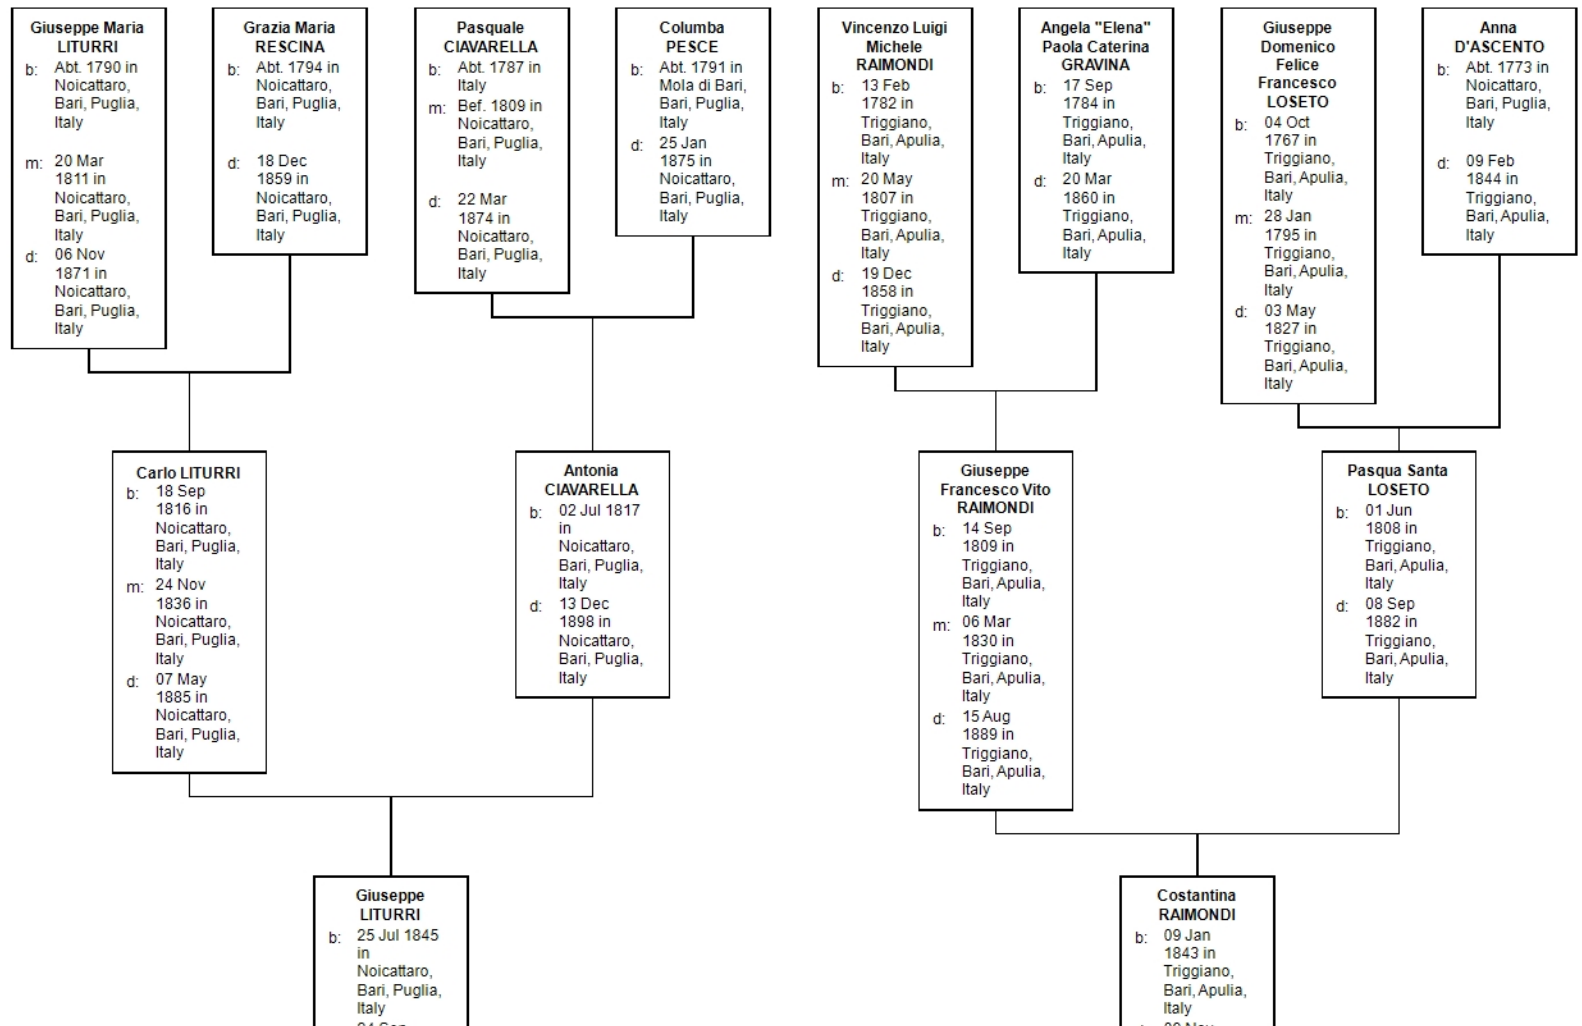 Giuseppe Maria
LITURRI
b: Abt. 1790 in
Noicattaro,
Bari, Puglia,
Italy
m: 20 Mar
1811 in
Noicattaro,
Bari, Puglia,
Italy
d: 06 Nov
1871 in
Noicattaro,
Bari, Puglia,
Italy
Grazia Maria
RESCINA
b: Abt. 1794 in
Noicattaro,
Bari, Puglia,
Italy
d: 18 Dec
1859 in
Noicattaro,
Bari, Puglia,
Italy
Pasquale
CIAVARELLA
b: Abt. 1787 in
Italy
m: Bef. 1809 in
Noicattaro,
Bari, Puglia,
Italy
d: 22 Mar
1874 in
Noicattaro,
Bari, Puglia,
Italy
Columba
PESCE
b: Abt. 1791 in
Mola di Bari,
Bari, Puglia,
Italy
d: 25 Jan
1875 in
Noicattaro,
Bari, Puglia,
Italy
Vincenzo Luigi
Michele
RAIMONDI
b: 13 Feb
1782 in
Triggiano,
Bari, Apulia,
Italy
m: 20 May
1807 in
Triggiano,
Bari, Apulia,
Italy
d: 19 Dec
1858 in
Triggiano,
Bari, Apulia,
Italy
Angela "Elena"
Paola Caterina
GRAVINA
b: 17 Sep
1784 in
Triggiano,
Bari, Apulia,
Italy
d: 20 Mar
1860 in
Triggiano,
Bari, Apulia,
Italy
Giuseppe
Domenico
Felice
Francesco
LOSETO
b: 04 Oct
1767 in
Triggiano,
Bari, Apulia,
Italy
m: 28 Jan
1795 in
Triggiano,
Bari, Apulia,
Italy
d: 03 May
1827 in
Triggiano,
Bari, Apulia,
Italy
Anna
D'ASCENTO
b: Abt. 1773 in
Noicattaro,
Bari, Puglia,
Italy
d: 09 Feb
1844 in
Triggiano,
Bari, Apulia,
Italy
Carlo LITURRI
b: 18 Sep
1816 in
Noicattaro,
Bari, Puglia,
Italy
m: 24 Nov
1836 in
Noicattaro,
Bari, Puglia,
Italy
d: 07 May
1885 in
Noicattaro,
Bari, Puglia,
Italy
Antonia
CIAVARELLA
b: 02 Jul 1817
in
Noicattaro,
Bari, Puglia,
Italy
d: 13 Dec
1898 in
Noicattaro,
Bari, Puglia,
Italy
Giuseppe
Francesco Vito
RAIMONDI
b: 14 Sep
1809 in
Triggiano,
Bari, Apulia,
Italy
m: 06 Mar
1830 in
Triggiano,
Bari, Apulia,
Italy
d: 15 Aug
1889 in
Triggiano,
Bari, Apulia,
Italy
Pasqua Santa
LOSETO
b: 01 Jun
1808 in
Triggiano,
Bari, Apulia,
Italy
d: 08 Sep
1882 in
Triggiano,
Bari, Apulia,
Italy
Giuseppe
LITURRI
b: 25 Jul 1845
in
Noicattaro,
Bari, Puglia,
Italy
Costantina
RAIMONDI
b: 09 Jan
1843 in
Triggiano,
Bari, Apulia,
Italy